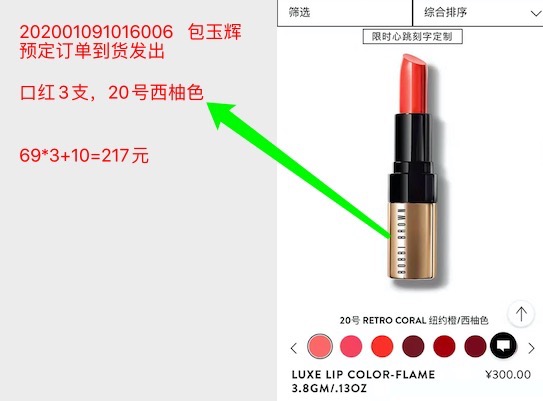 202001091016006 包玉辉
预定订单到货发出
口红3支，20号西柚色
69*3+10=217元
筛选
综合排序
限时心跳刻字定制
BOBBI BROWN
20号 RETRO CORAL 纽约橙/西柚色
LUXE LIP COLOR-FLAME
3.8GM/.13OZ
¥300.00